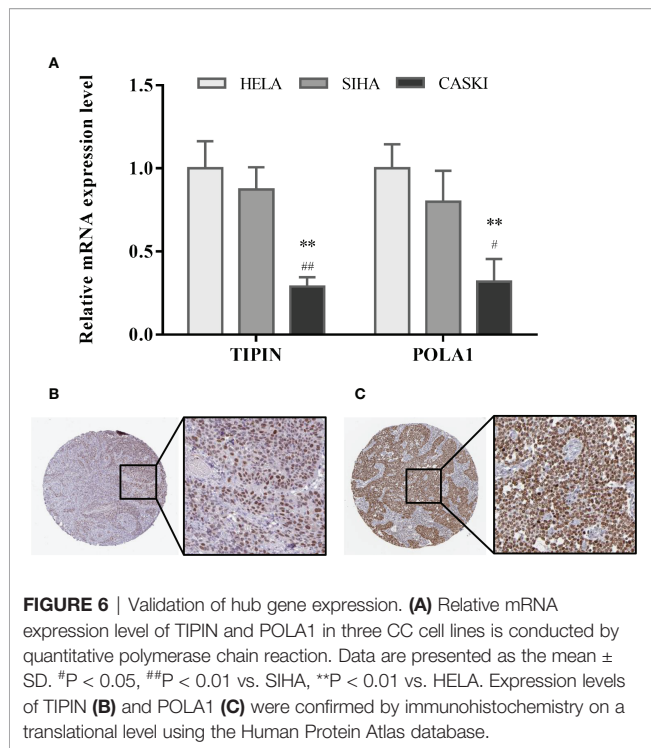 A
HELA SIHA CASKI
Relative mRNA expression level
1.5
1.0
0.5
0.0
**
##
**
#
TIPIN POLA1
B C
FIGURE 6 | Validation of hub gene expression. (A) Relative mRNA
expression level of TIPIN and POLA1 in three CC cell lines is conducted by
quantitative polymerase chain reaction. Data are presented as the mean ±
SD. #P < 0.05, ##P < 0.01 vs. SIHA, **P < 0.01 vs. HELA. Expression levels
of TIPIN (B) and POLA1 (C) were confirmed by immunohistochemistry on a
translational level using the Human Protein Atlas database.